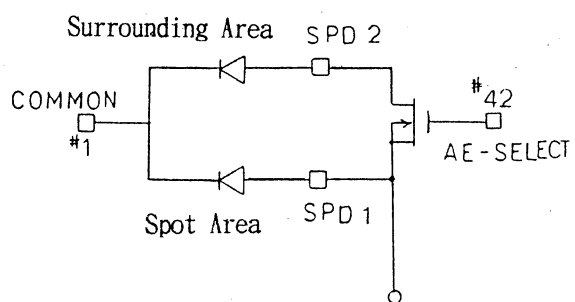 Surrounding Area
SPD 2
COMMON
#1
#42
AE-SELECT
SPD 1
Spot Area